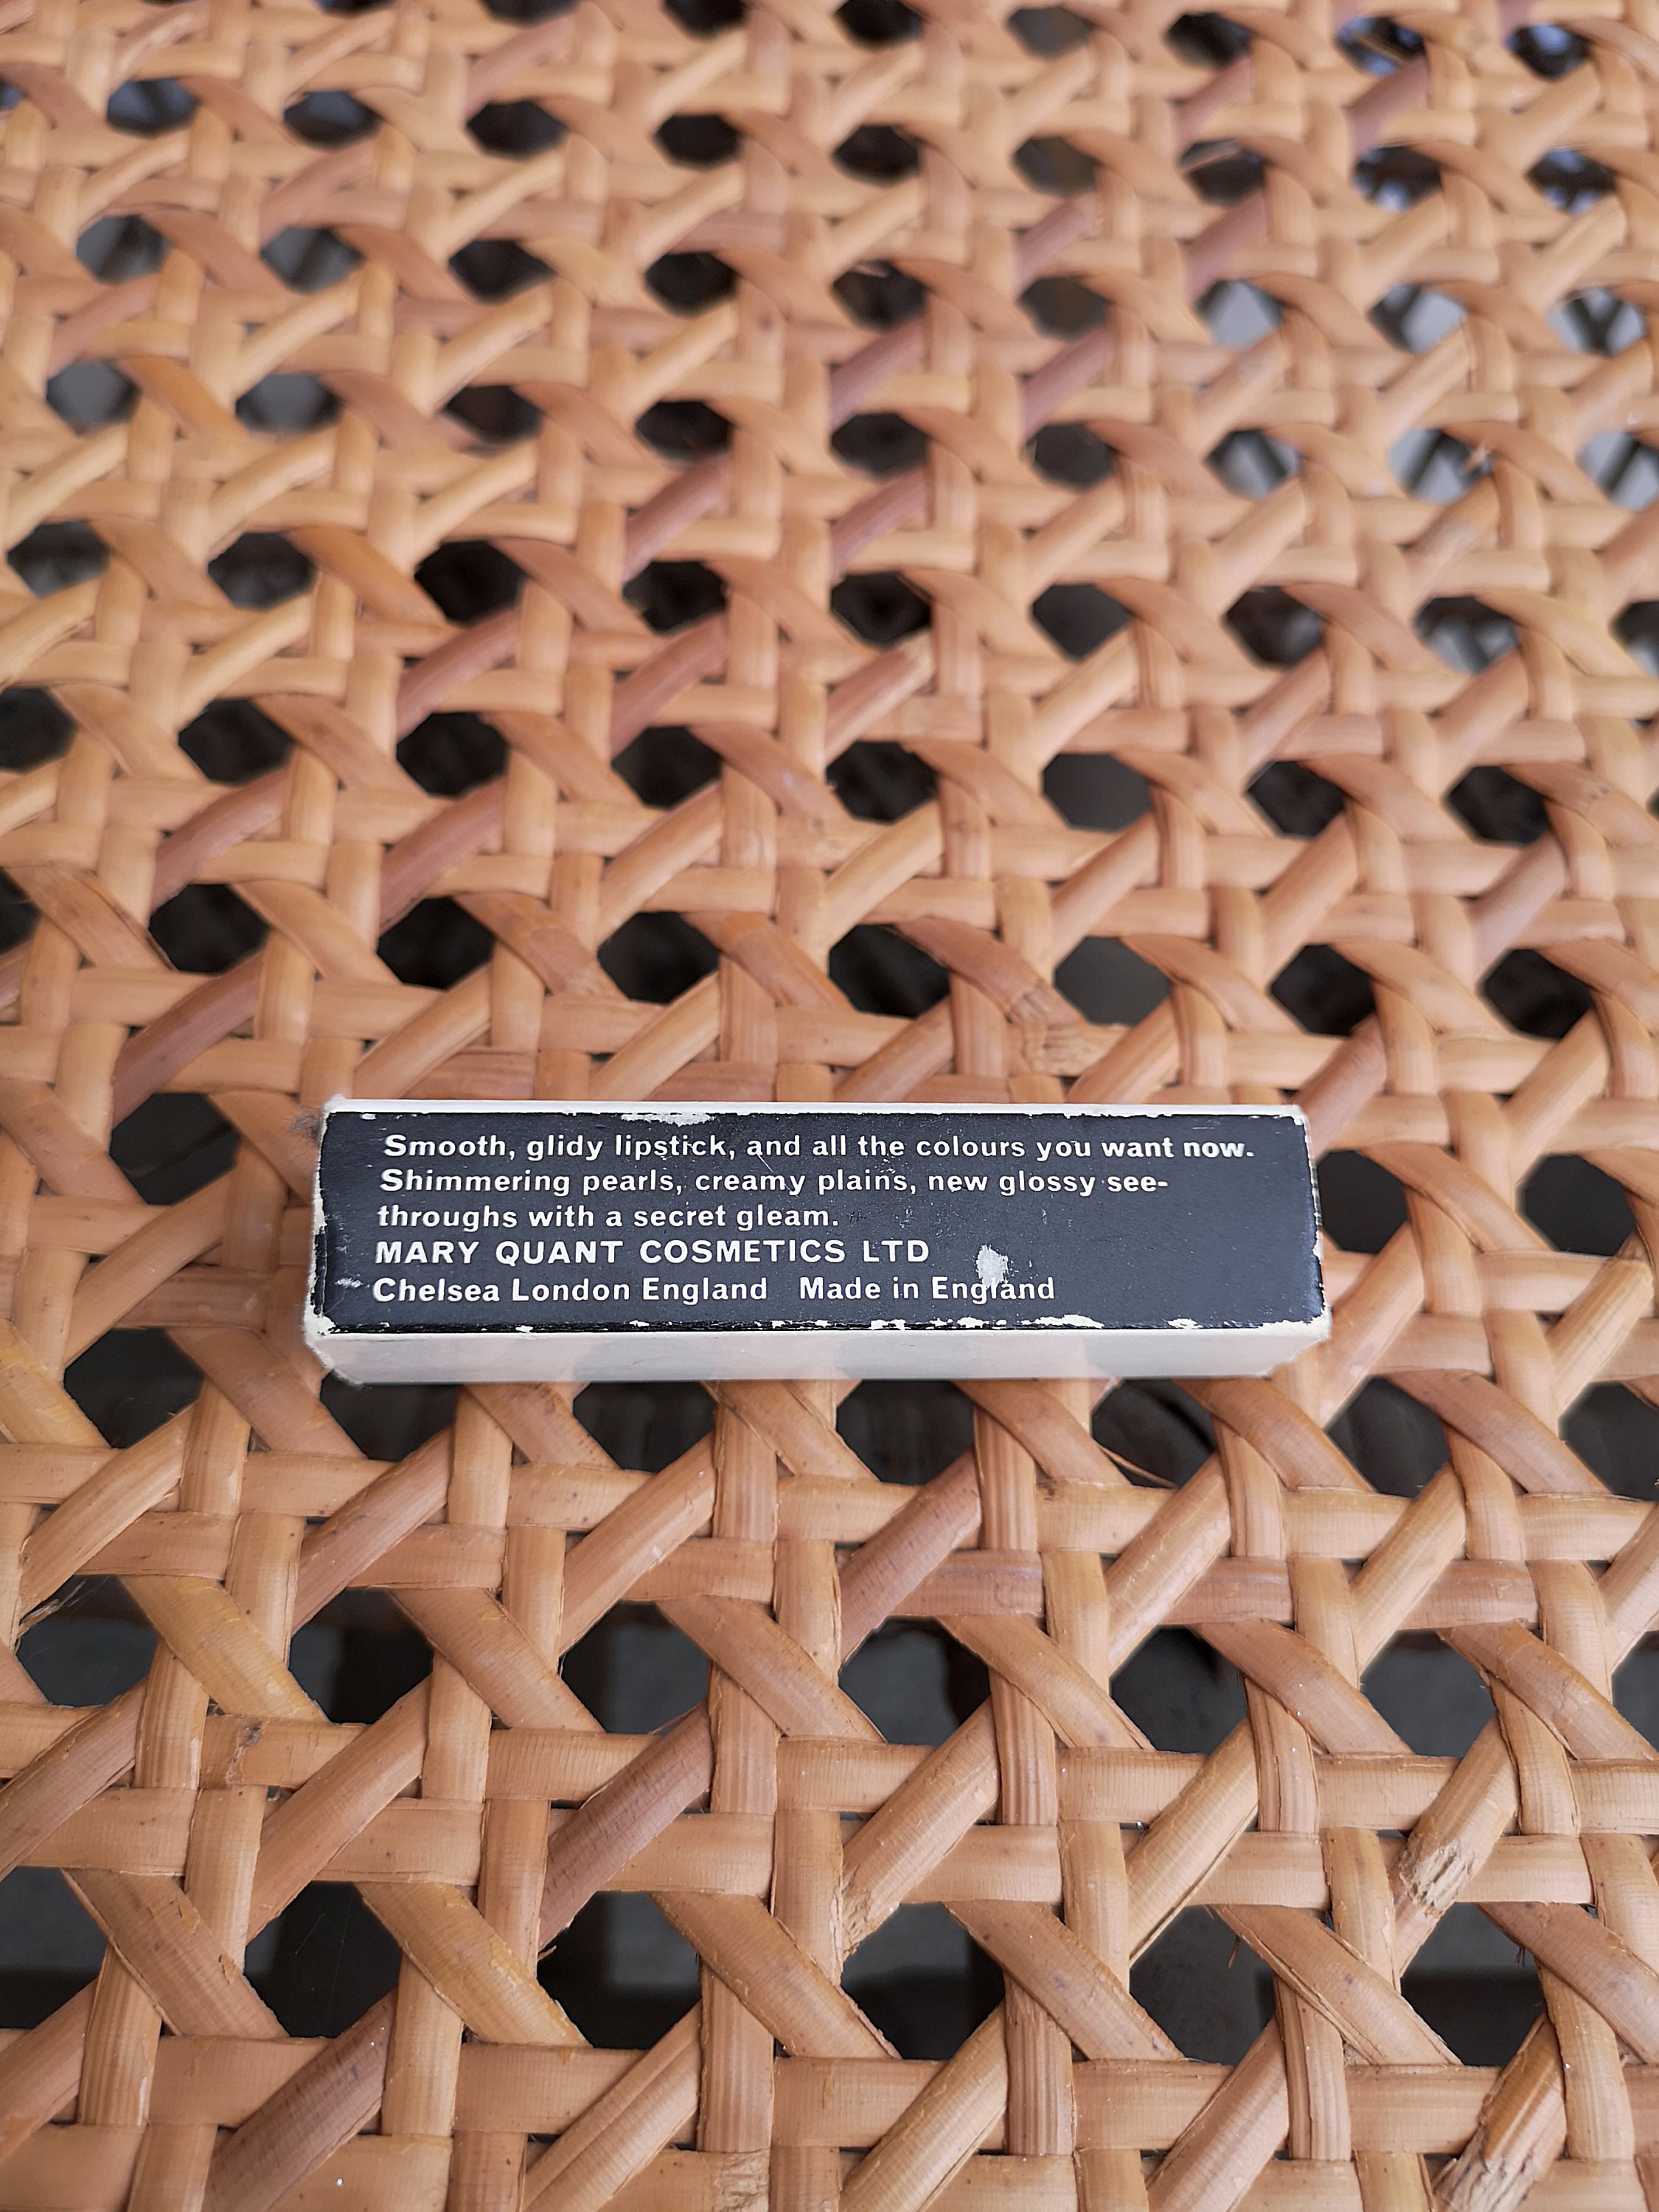 Smooth, glidy lipstick, and all the colours you want now.
Shimmering pearls, creamy plains, new glossy see-
throughs with a secret gleam.
MARY QUANT COSMETICS LTD
Chelsea London England Made in England